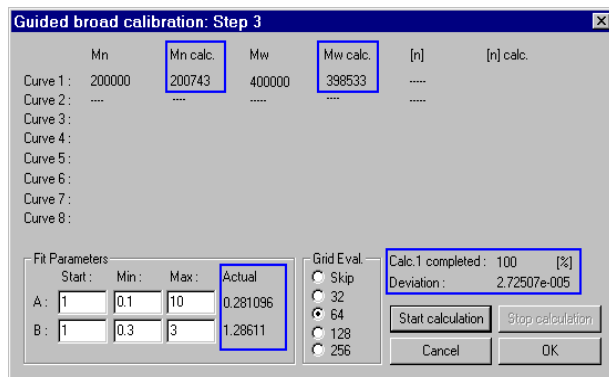 Guided broad calibration: Step 3
Mn Mn calc. Mw Mw calc. [n] [n] calc.
Curve 1 : 200000 200743 400000 398533 -----
Curve 2 : ---- ---- ----- ---- -----
Curve 3 :
Curve 4 :
Curve 5 :
Curve 6 :
Curve 7 :
Curve 8 :
Fit Parameters
Start : Min : Max : Actual
A : 1 0.1 10 0.281096
B : 1 0.3 3 1.28611
Grid Eval.
Skip
32
64
128
256
Calc.1 completed : 100 [%]
Deviation : 2.72507e-005
Start calculation Stop calculation
Cancel OK